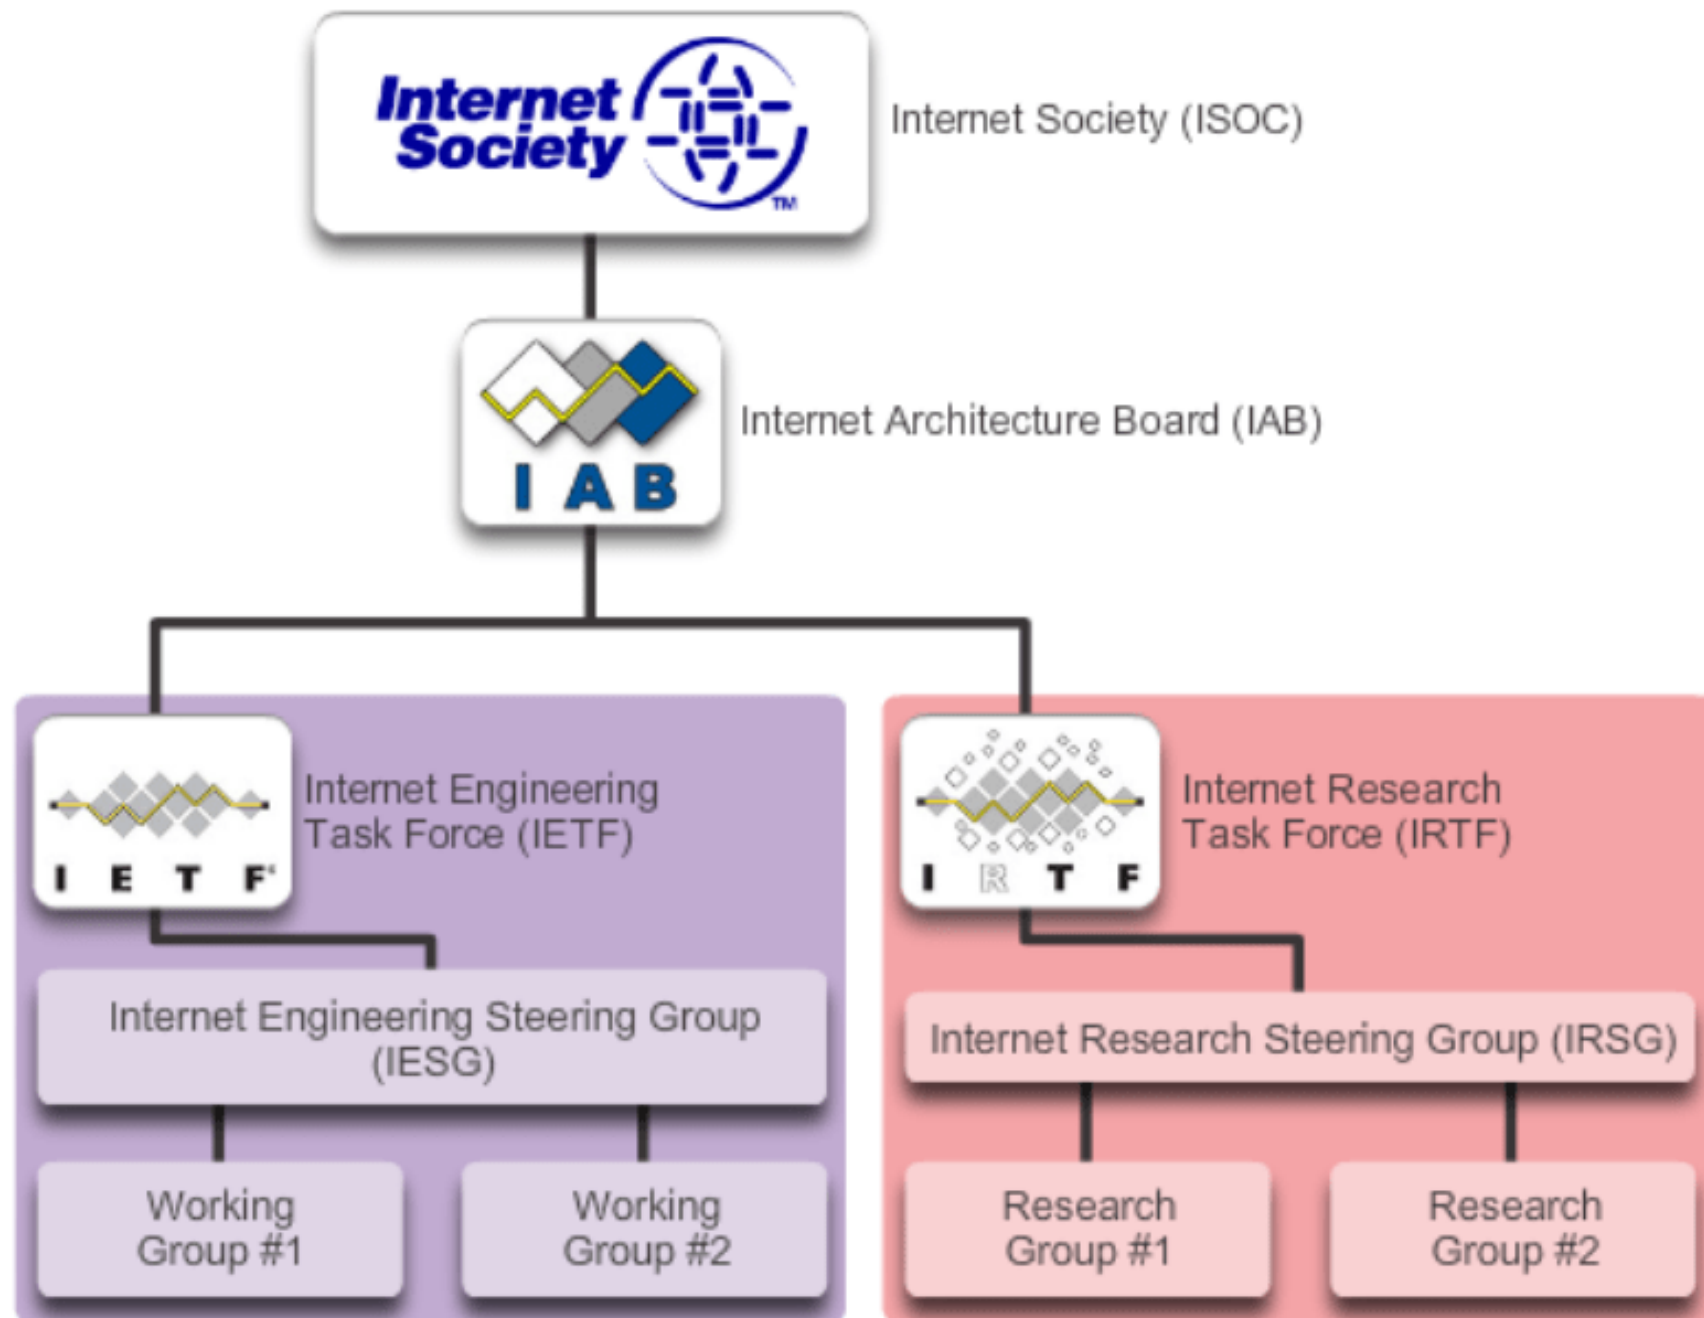 Internet
Society
TM
Internet Society (ISOC)
I A B
Internet Architecture Board (IAB)
I E T F
Internet Engineering
Task Force (IETF)
I R T F
Internet Research
Task Force (IRTF)
Internet Engineering Steering Group
(IESG)
Internet Research Steering Group (IRSG)
Working
Group #1
Working
Group #2
Research
Group #1
Research
Group #2